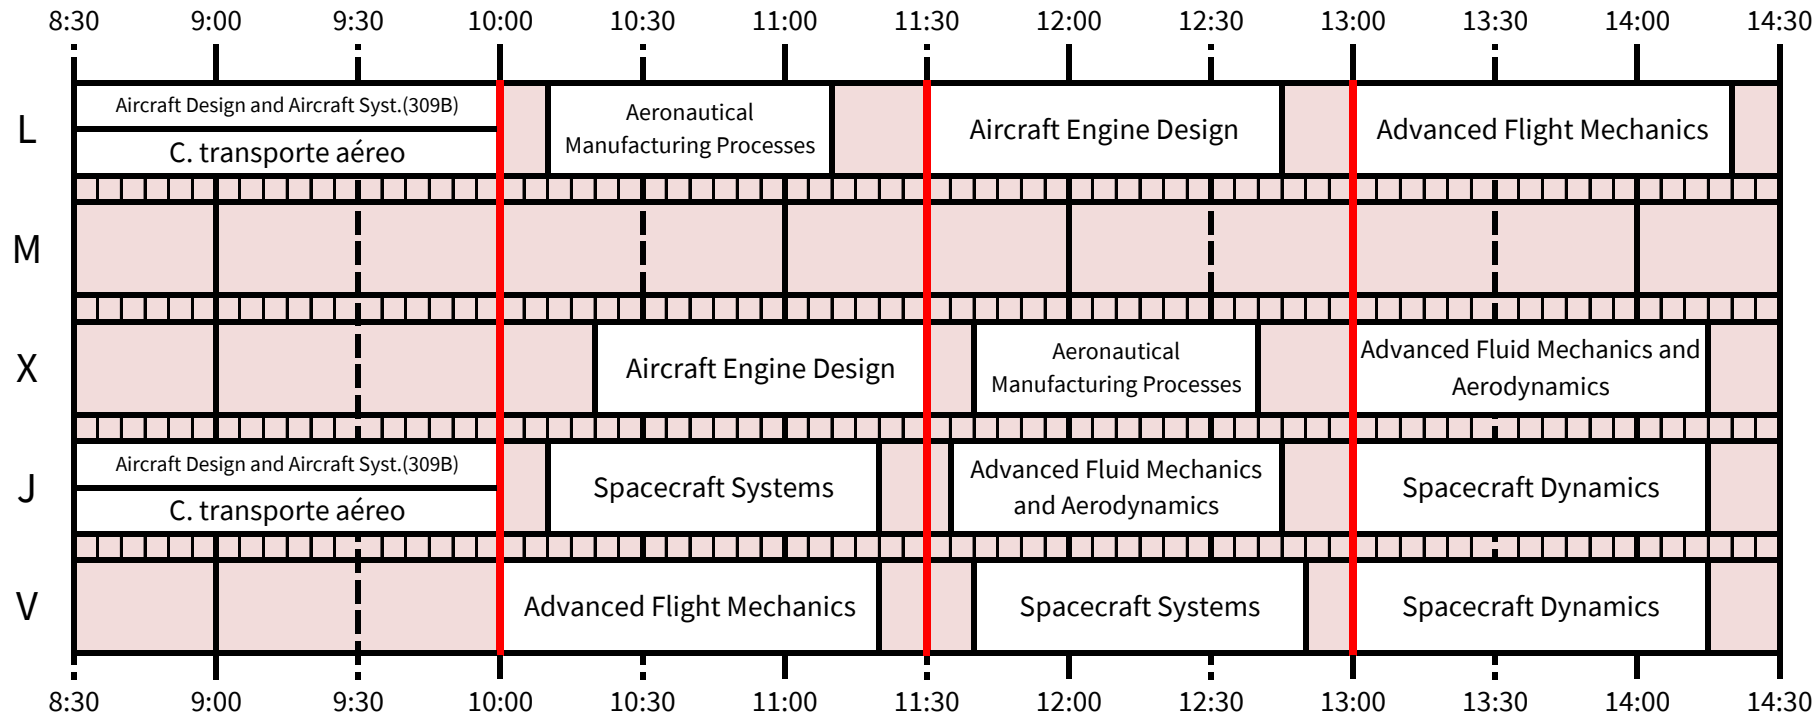 8:30 9:00 9:30 10:00 10:30 11:00 11:30 12:00 12:30 13:00 13:30 14:00 14:30
L
Aircraft Design and Aircraft Syst.(309B)
C. transporte aéreo
Aeronautical
Manufacturing Processes
Aircraft Engine Design
Advanced Flight Mechanics
M
X
Aircraft Engine Design
Aeronautical
Manufacturing Processes
Advanced Fluid Mechanics and
Aerodynamics
J
Aircraft Design and Aircraft Syst.(309B)
C. transporte aéreo
Spacecraft Systems
Advanced Fluid Mechanics
and Aerodynamics
Spacecraft Dynamics
V
Advanced Flight Mechanics
Spacecraft Systems
Spacecraft Dynamics
8:30 9:00 9:30 10:00 10:30 11:00 11:30 12:00 12:30 13:00 13:30 14:00 14:30